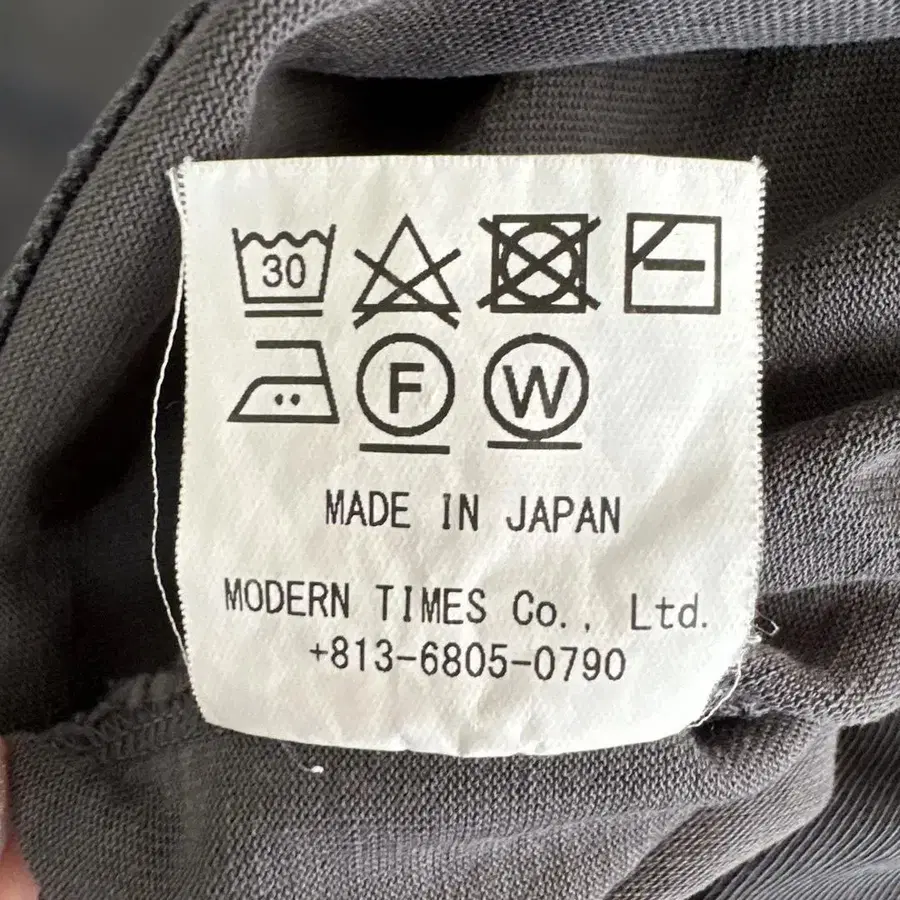 30
F W
MADE IN JAPAN
MODERN TIMES Co., Ltd.
+813-6805-0790